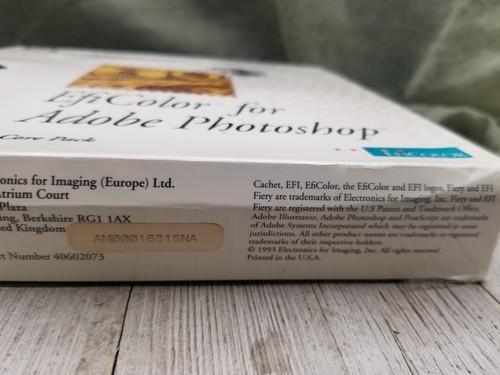 EfiColor™ for
Adobe Photoshop
Core Pack
EFICOLOR
ronics for Imaging (Europe) Ltd.
Atrium Court
Plaza
ing, Berkshire RG1 1AX
ted Kingdom
AM0001631SNA
ct Number 40602073
Cachet, EFI, EfiColor, the EfiColor and EFI logos, Fiery and EFI
Fiery are trademarks of Electronics for Imaging, Inc. Fiery and EFI
Fiery are registered with the U.S Patent and Trademark Office.
Adobe Illustrator, Adobe Photoshop and PostScript are trademarks
of Adobe Systems Incorporated which may be registered in some
jurisdictions. All other product names are trademarks or registered
trademarks of their respective holders.
© 1993 Electronics for Imaging, Inc. All rights reserved.
Printed in the U.S.A.